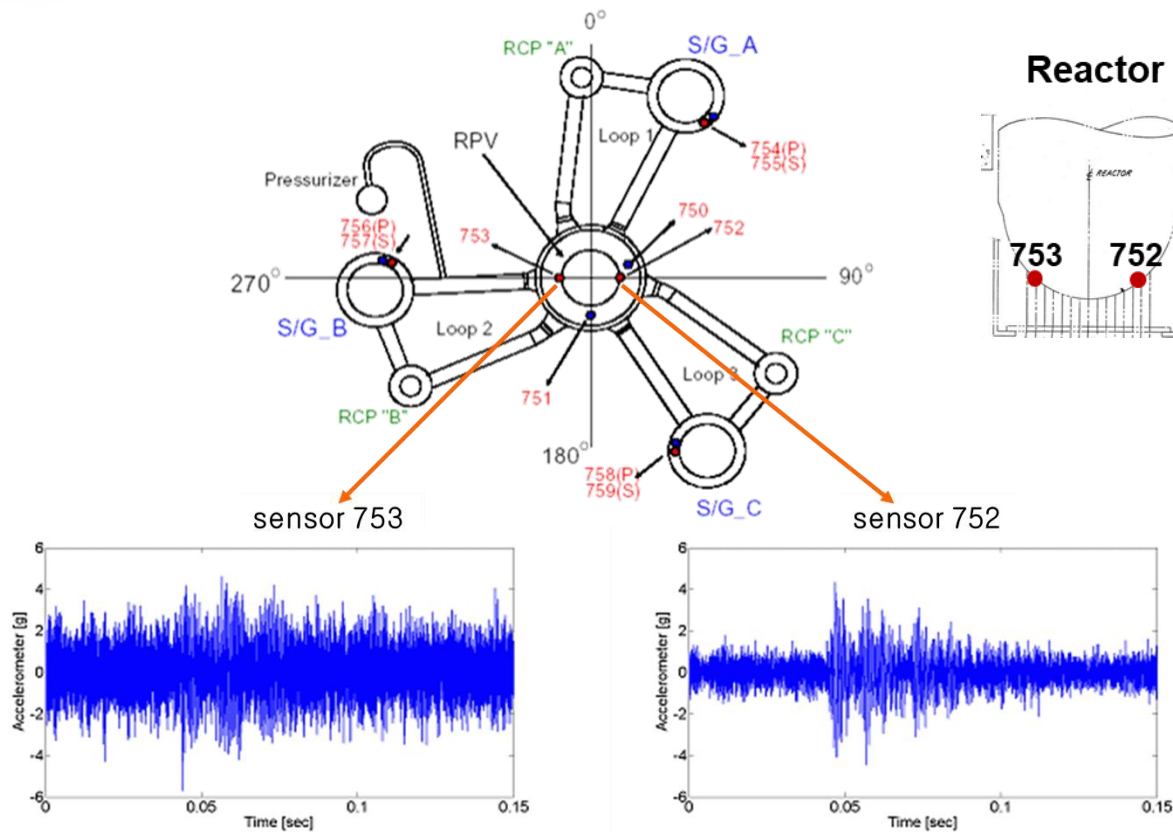 0°
RCP "A"
S/G_A
Reactor
RPV
Loop 1
754(P)
755(S)
℄ REACTOR
Pressurizer
756(P)
757(S)
753
750
752
753
752
270°
90°
S/G_B
Loop 2
RCP "C"
RCP "B"
751
Loop 3
180°
758(P)
759(S)
S/G_C
sensor 753
sensor 752
6
4
2
0
-2
-4
-6
Accelerometer [g]
0
0.05
0.1
0.15
Time [sec]
6
4
2
0
-2
-4
-6
Accelerometer [g]
0
0.05
0.1
0.15
Time [sec]